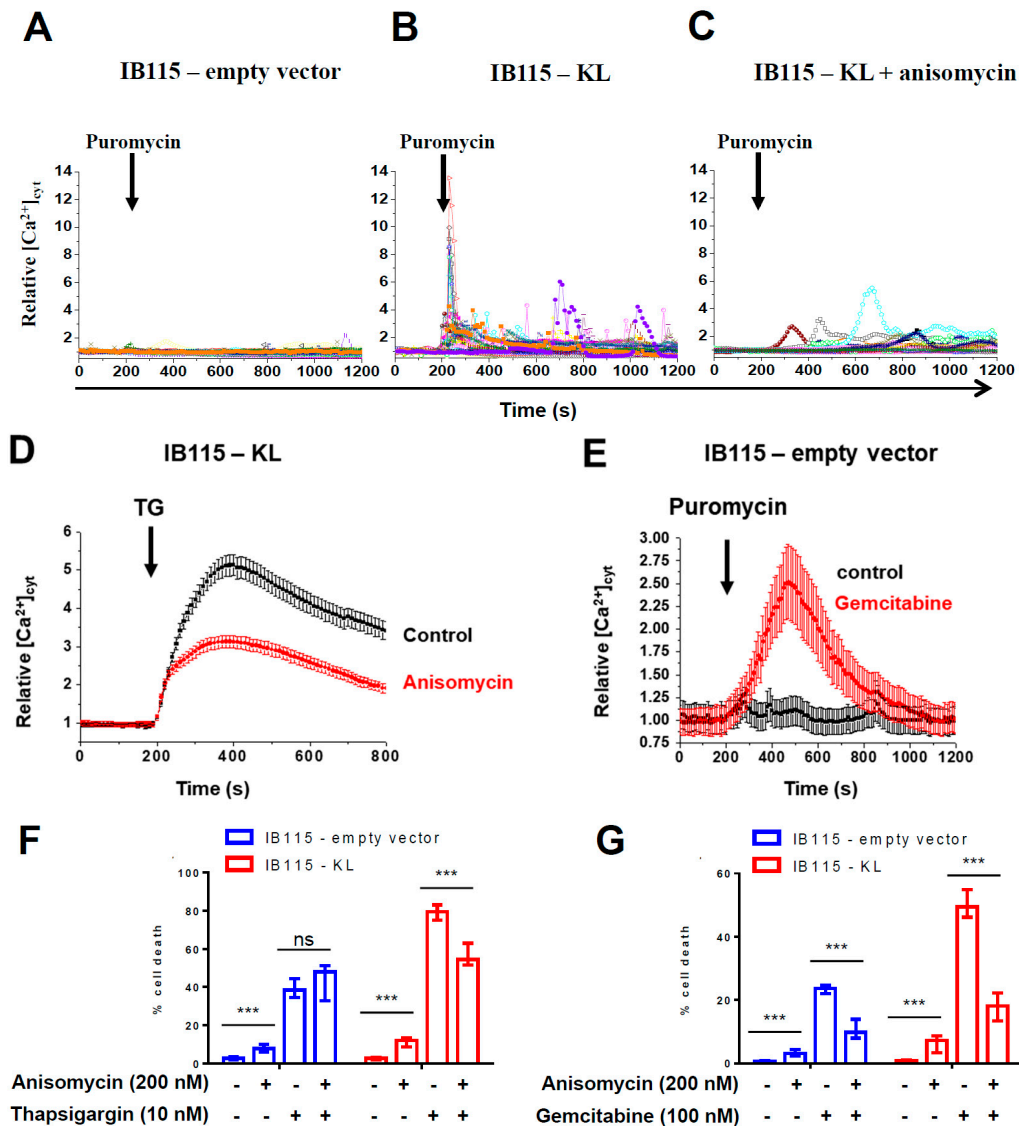 A
B
C
IB115 – empty vector
IB115 – KL
IB115 – KL + anisomycin
Puromycin
Puromycin
Puromycin
Relative [Ca²⁺]cyt
14
12
10
8
6
4
2
0 200 400 600 800 1000 1200
14
12
10
8
6
4
2
0 200 400 600 800 1000 1200
14
12
10
8
6
4
2
0 200 400 600 800 1000 1200
Time (s)
D
IB115 – KL
TG
Relative [Ca²⁺]cyt
6
5
4
3
2
1
Control
Anisomycin
0 200 400 600 800
Time (s)
E
IB115 – empty vector
Puromycin
Relative [Ca²⁺]cyt
3.00
2.75
2.50
2.25
2.00
1.75
1.50
1.25
1.00
0.75
control
Gemcitabine
0 200 400 600 800 1000 1200
Time (s)
F
IB115 - empty vector
IB115 - KL
% cell death
100
80
60
40
20
0
***
ns
***
***
Anisomycin (200 nM) - + - + - + - +
Thapsigargin (10 nM) - - + + - - + +
G
IB115 - empty vector
IB115 - KL
% cell death
60
40
20
0
***
***
***
***
Anisomycin (200 nM) - + - + - + - +
Gemcitabine (100 nM) - - + + - - + +